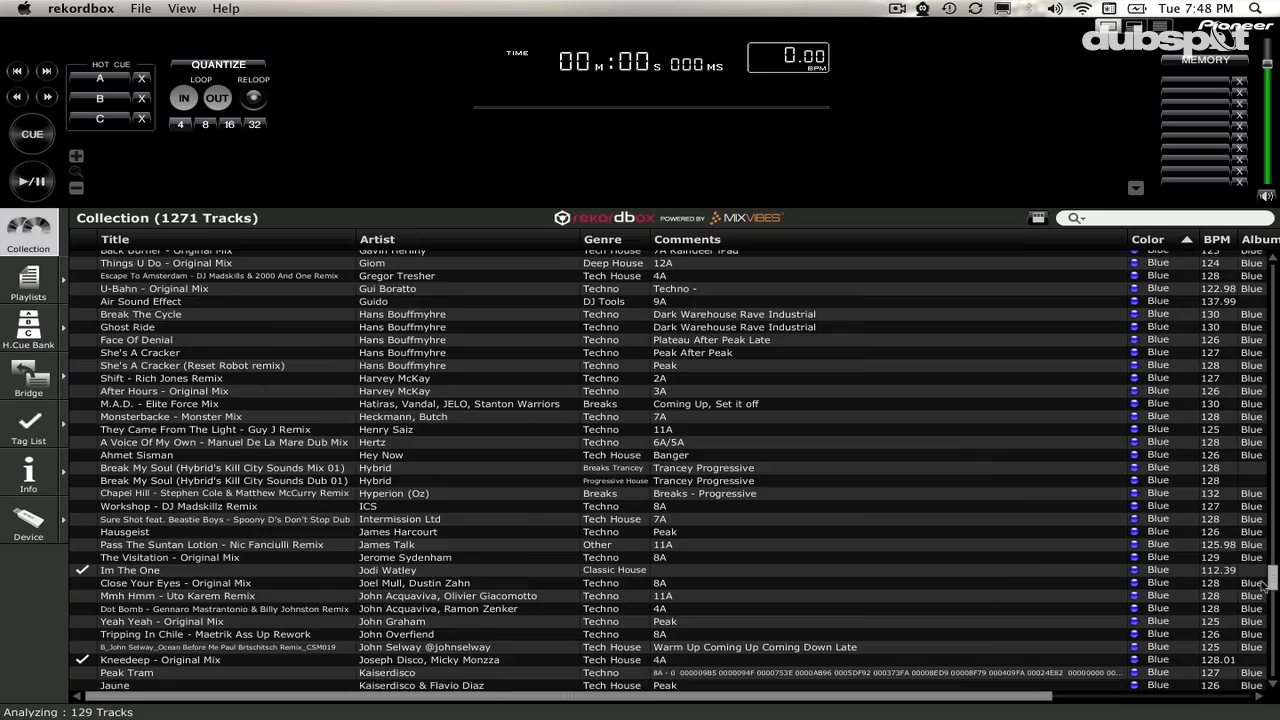 rekordbox File View Help Tue 7:48 PM
Pioneer
dubspot
TIME 00 M:00 S 000 MS 0.00 BPM
MEMORY
HOT CUE
A X
B X
C X
QUANTIZE
LOOP RELOOP
IN OUT
4 8 16 32
CUE
Collection (1271 Tracks) rekordbox POWERED BY MIXVIBES
Collection
Playlists
H.Cue Bank
Bridge
Tag List
Info
Device
Title Artist Genre Comments Color BPM Album
Back Burner - Original Mix
Things U Do - Original Mix Giom Deep House 12A Blue 124 Blue
Escape To Amsterdam - DJ Madskills & 2000 And One Remix Gregor Tresher Tech House 4A Blue 128 Blue
U-Bahn - Original Mix Gui Boratto Techno Techno - Blue 122.98 Blue
Air Sound Effect Guido DJ Tools 9A Blue 137.99 Blue
Break The Cycle Hans Bouffmyhre Techno Dark Warehouse Rave Industrial Blue 130 Blue
Ghost Ride Hans Bouffmyhre Techno Dark Warehouse Rave Industrial Blue 130 Blue
Face Of Denial Hans Bouffmyhre Techno Plateau After Peak Late Blue 126 Blue
She's A Cracker Hans Bouffmyhre Techno Peak After Peak Blue 127 Blue
She's A Cracker (Reset Robot remix) Hans Bouffmyhre Techno Peak Blue 128 Blue
Shift - Rich Jones Remix Harvey McKay Techno 2A Blue 127 Blue
After Hours - Original Mix Harvey McKay Techno 3A Blue 126 Blue
M.A.D. - Elite Force Mix Hatiras, Vandal, JELO, Stanton Warriors Breaks Coming Up, Set it off Blue 130 Blue
Monsterbacke - Monster Mix Heckmann, Butch Techno 7A Blue 128 Blue
They Came From The Light - Guy J Remix Henry Saiz Techno 11A Blue 125 Blue
A Voice Of My Own - Manuel De La Mare Dub Mix Hertz Techno 6A/5A Blue 128 Blue
Ahmet Sisman Hey Now Tech House Banger Blue 126 Blue
Break My Soul (Hybrid's Kill City Sounds Mix 01) Hybrid Breaks Trancey Trancey Progressive Blue 128
Break My Soul (Hybrid's Kill City Sounds Dub 01) Hybrid Progressive House Trancey Progressive Blue 128
Chapel Hill - Stephen Cole & Matthew McCurry Remix Hyperion (Oz) Breaks Breaks - Progressive Blue 132 Blue
Workshop - DJ Madskillz Remix ICS Techno 8A Blue 127 Blue
Sure Shot feat. Beastie Boys - Spoony D's Don't Stop Dub Intermission Ltd Tech House 7A Blue 128 Blue
Hausgeist James Harcourt Techno Peak Blue 126 Blue
Pass The Suntan Lotion - Nic Fanciulli Remix James Talk Other 11A Blue 125.98 Blue
The Visitation - Original Mix Jerome Sydenham Techno 8A Blue 129 Blue
Im The One Jodi Watley Classic House Blue 112.39
Close Your Eyes - Original Mix Joel Mull, Dustin Zahn Techno 8A Blue 128 Blue
Mmh Hmm - Uto Karem Remix John Acquaviva, Olivier Giacomotto Techno 11A Blue 128 Blue
Dot Bomb - Gennaro Mastrantonio & Billy Johnston Remix John Acquaviva, Ramon Zenker Techno 4A Blue 128 Blue
Yeah Yeah - Original Mix John Graham Techno Peak Blue 125 Blue
Tripping In Chile - Maetrik Ass Up Rework John Overfiend Techno 8A Blue 126 Blue
B_John Selway_Ocean Before Me Paul Brtschitsch Remix_CSM019 John Selway @johnselway Tech House Warm Up Coming Up Coming Down Late Blue 125 Blue
Kneedeep - Original Mix Joseph Disco, Micky Monzza Tech House 4A Blue 128.01
Peak Tram Kaiserdisco Techno 8A - 0 Blue 127 Blue
Jaune Kaiserdisco & Flavio Diaz Tech House Peak Blue 126 Blue
Analyzing : 129 Tracks